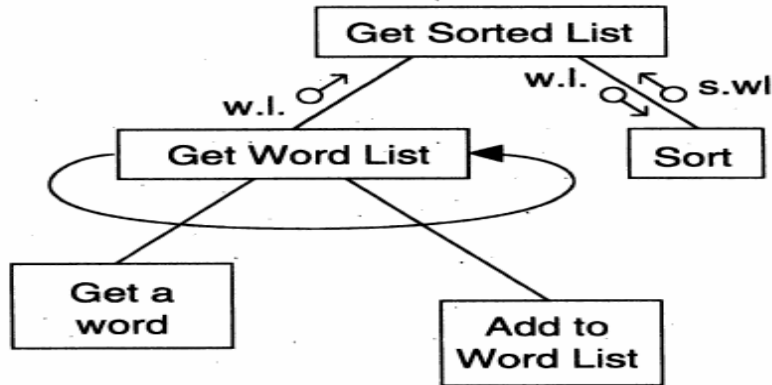 Get Sorted List
w.l.
w.l.
s.wl
Get Word List
Sort
Get a
word
Add to
Word List